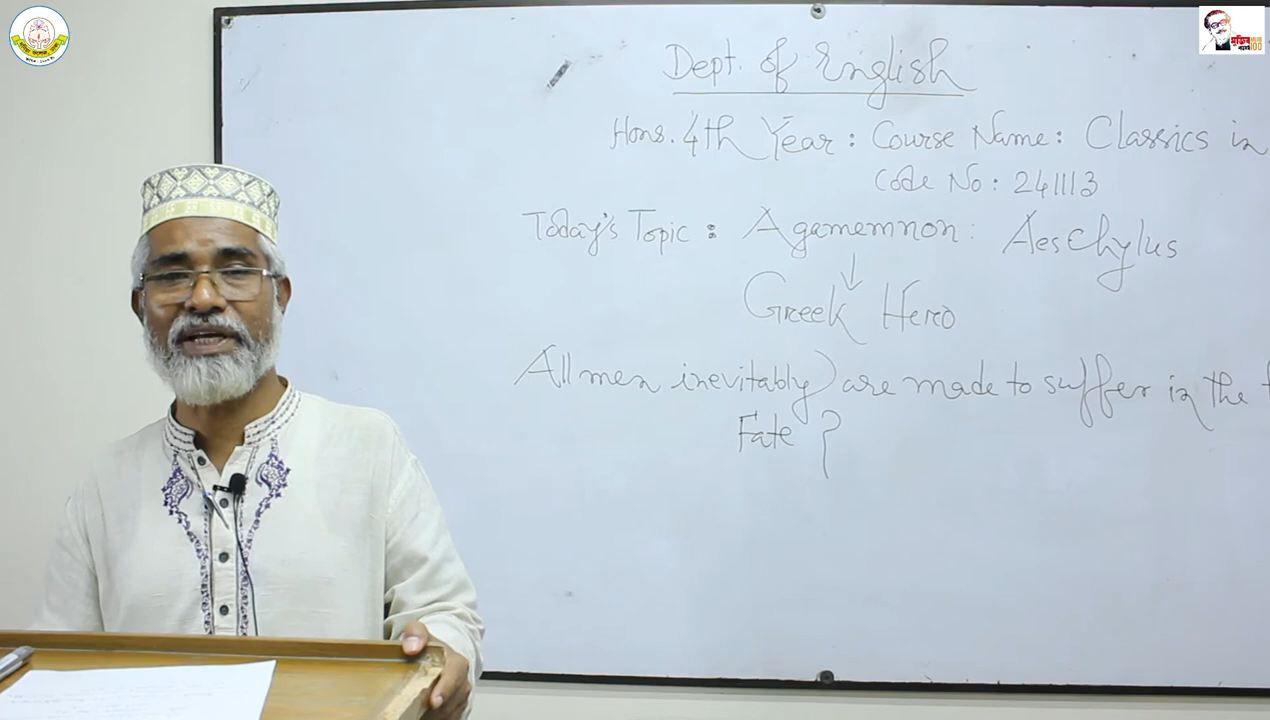 Dept. of English
Hons. 4th Year : Course Name: Classics in
Code No: 241113
Today's Topic : Agamemnon: Aeschylus
Greek Hero
All men inevitably) are made to suffer in the
Fate ?
মুজিব
100